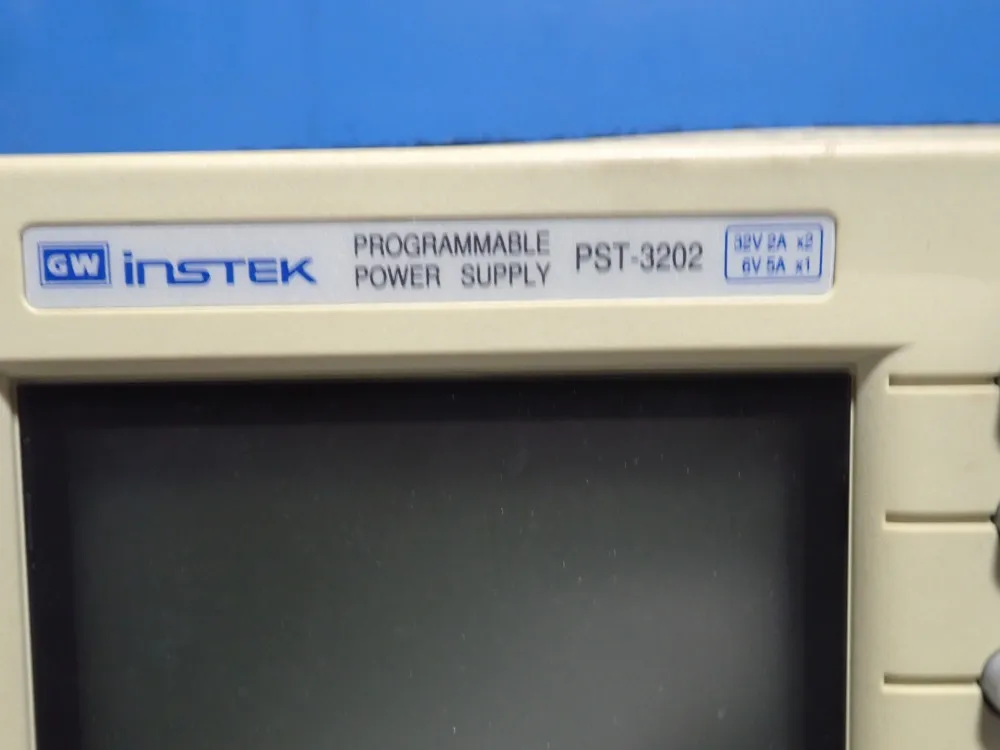 GW INSTEK
PROGRAMMABLE
POWER SUPPLY
PST-3202
32V 2A x2
6V 5A x1